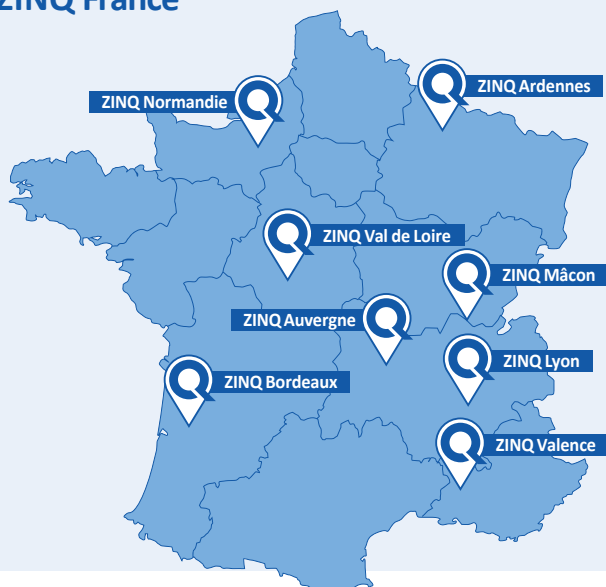 ZINQ France
ZINQ Normandie
ZINQ Ardennes
ZINQ Val de Loire
ZINQ Mâcon
ZINQ Auvergne
ZINQ Lyon
ZINQ Bordeaux
ZINQ Valence